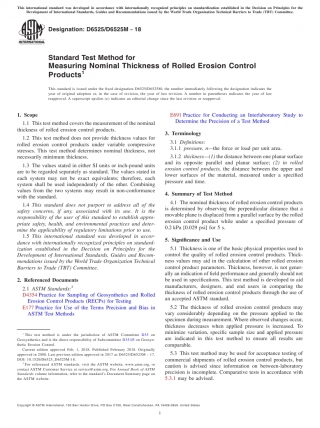 This international standard was developed in accordance with internationally recognized principles on standardization established in the Decision on Principles for the
Development of International Standards, Guides and Recommendations issued by the World Trade Organization Technical Barriers to Trade (TBT) Committee.
Designation: D6525/D6525M – 18
INTERNATIONAL
Standard Test Method for
Measuring Nominal Thickness of Rolled Erosion Control
Products1
This standard is issued under the fixed designation D6525/D6525M; the number immediately following the designation indicates the
year of original adoption or, in the case of revision, the year of last revision. A number in parentheses indicates the year of last
reapproval. A superscript epsilon (ε) indicates an editorial change since the last revision or reapproval.
1. Scope
1.1 This test method covers the measurement of the nominal
thickness of rolled erosion control products.
1.2 This test method does not provide thickness values for
rolled erosion control products under variable compressive
stresses. This test method determines nominal thickness, not
necessarily minimum thickness.
1.3 The values stated in either SI units or inch-pound units
are to be regarded separately as standard. The values stated in
each system may not be exact equivalents; therefore, each
system shall be used independently of the other. Combining
values from the two systems may result in non-conformance
with the standard.
1.4 This standard does not purport to address all of the
safety concerns, if any, associated with its use. It is the
responsibility of the user of this standard to establish appro-
priate safety, health, and environmental practices and deter-
mine the applicability of regulatory limitations prior to use.
1.5 This international standard was developed in accor-
dance with internationally recognized principles on standard-
ization established in the Decision on Principles for the
Development of International Standards, Guides and Recom-
mendations issued by the World Trade Organization Technical
Barriers to Trade (TBT) Committee.
2. Referenced Documents
2.1 ASTM Standards:2
D4354 Practice for Sampling of Geosynthetics and Rolled
Erosion Control Products (RECPs) for Testing
E177 Practice for Use of the Terms Precision and Bias in
ASTM Test Methods
1 This test method is under the jurisdiction of ASTM Committee D35 on
Geosynthetics and is the direct responsibility of Subcommittee D35.05 on Geosyn-
thetic Erosion Control.
Current edition approved Feb. 1, 2018. Published February 2018. Originally
approved in 2000. Last previous edition approved in 2017 as D6525/D6525M – 17.
2 For referenced ASTM standards, visit the ASTM website, www.astm.org, or
contact ASTM Customer Service at service@astm.org. For Annual Book of ASTM
Standards volume information, refer to the standard's Document Summary page on
the ASTM website.
E691 Practice for Conducting an Interlaboratory Study to
Determine the Precision of a Test Method
3. Terminology
3.1 Definitions:
3.1.1 pressure, n—the force or load per unit area.
3.1.2 thickness—(1) the distance between one planar surface
and its opposite parallel and planar surface; (2) in rolled
erosion control products, the distance between the upper and
lower surfaces of the material, measured under a specified
pressure and time.
4. Summary of Test Method
4.1 The nominal thickness of rolled erosion control products
is determined by observing the perpendicular distance that a
movable plane is displaced from a parallel surface by the rolled
erosion control product while under a specified pressure of
0.2 kPa [0.029 psi] for 5 s.
5. Significance and Use
5.1 Thickness is one of the basic physical properties used to
control the quality of rolled erosion control products. Thick-
ness values may aid in the calculation of other rolled erosion
control product parameters. Thickness, however, is not gener-
ally an indication of field performance and generally should not
be used in specifications. This test method is developed to aid
manufacturers, designers, and end users in comparing the
thickness of rolled erosion control products through the use of
an accepted ASTM standard.
5.2 The thickness of rolled erosion control products may
vary considerably depending on the pressure applied to the
specimen during measurement. Where observed changes occur,
thickness decreases when applied pressure is increased. To
minimize variation, specific sample size and applied pressure
are indicated in this test method to ensure all results are
comparable.
5.3 This test method may be used for acceptance testing of
commercial shipments of rolled erosion control products, but
caution is advised since information on between-laboratory
precision is incomplete. Comparative tests in accordance with
5.3.1 may be advised.
Copyright © ASTM International, 100 Barr Harbor Drive, PO Box C700, West Conshohocken, PA 19428-2959. United States
1